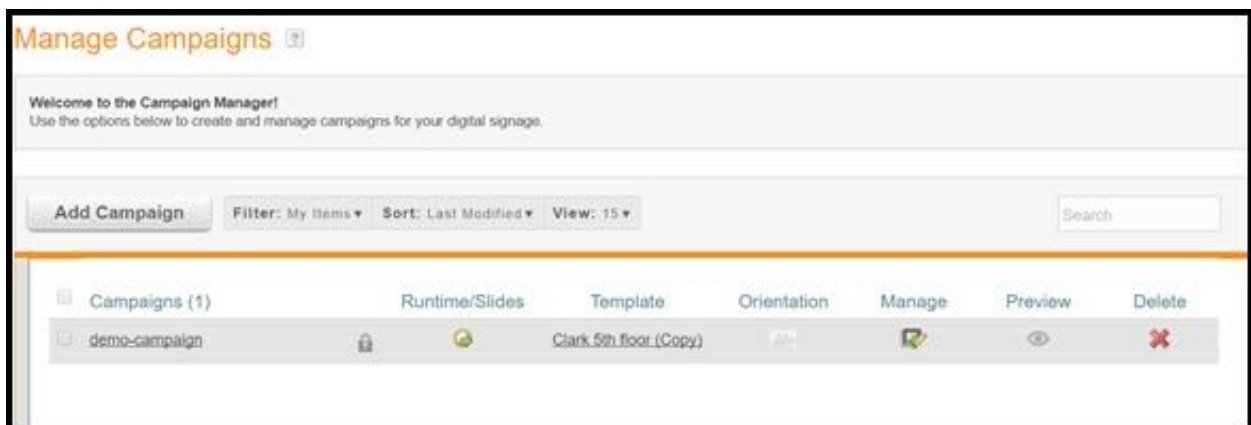 Manage Campaigns ?
Welcome to the Campaign Manager!
Use the options below to create and manage campaigns for your digital signage.
Add Campaign Filter: My Items ▾ Sort: Last Modified ▾ View: 15 ▾ Search
Campaigns (1) Runtime/Slides Template Orientation Manage Preview Delete
demo-campaign Clark 5th floor (Copy)